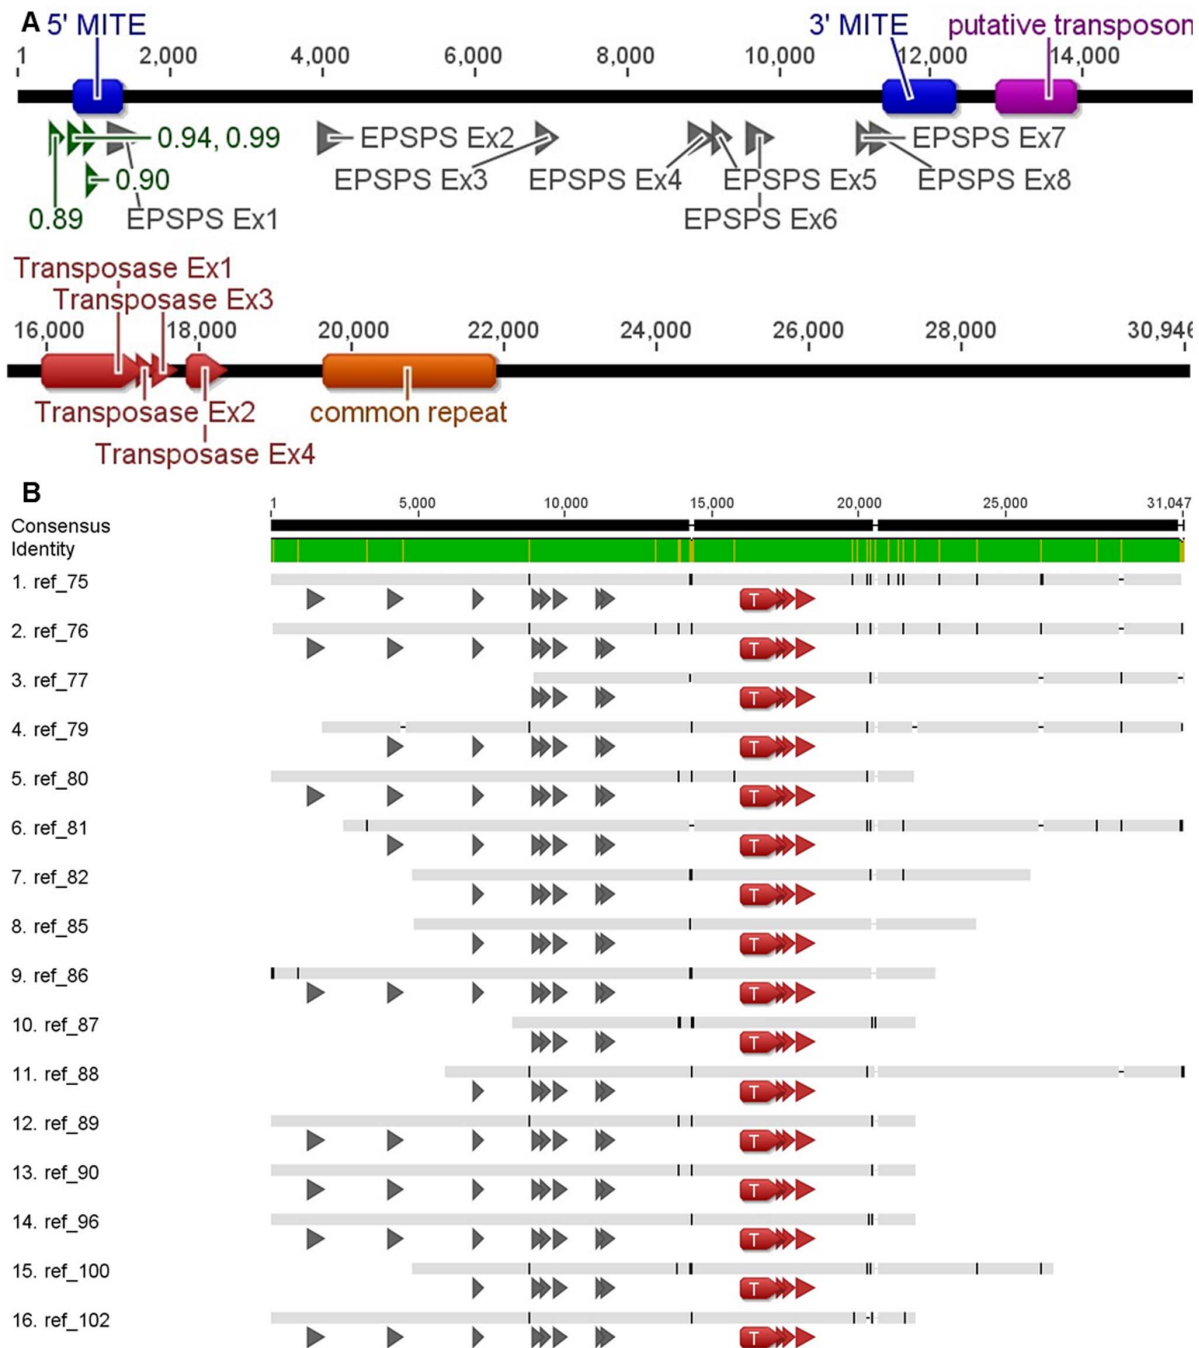 A 5' MITE 3' MITE putative transposon
1 2,000 4,000 6,000 8,000 10,000 12,000 14,000
0.94, 0.99 EPSPS Ex2 EPSPS Ex7
0.90 EPSPS Ex3 EPSPS Ex4 EPSPS Ex5 EPSPS Ex8
0.89 EPSPS Ex1 EPSPS Ex6
Transposase Ex1
Transposase Ex3
16,000 18,000 20,000 22,000 24,000 26,000 28,000 30,946
Transposase Ex2 common repeat
Transposase Ex4
B
1 5,000 10,000 15,000 20,000 25,000 31,047
Consensus
Identity
1. ref_75
T
2. ref_76
T
3. ref_77
T
4. ref_79
T
5. ref_80
T
6. ref_81
T
7. ref_82
T
8. ref_85
T
9. ref_86
T
10. ref_87
T
11. ref_88
T
12. ref_89
T
13. ref_90
T
14. ref_96
T
15. ref_100
T
16. ref_102
T